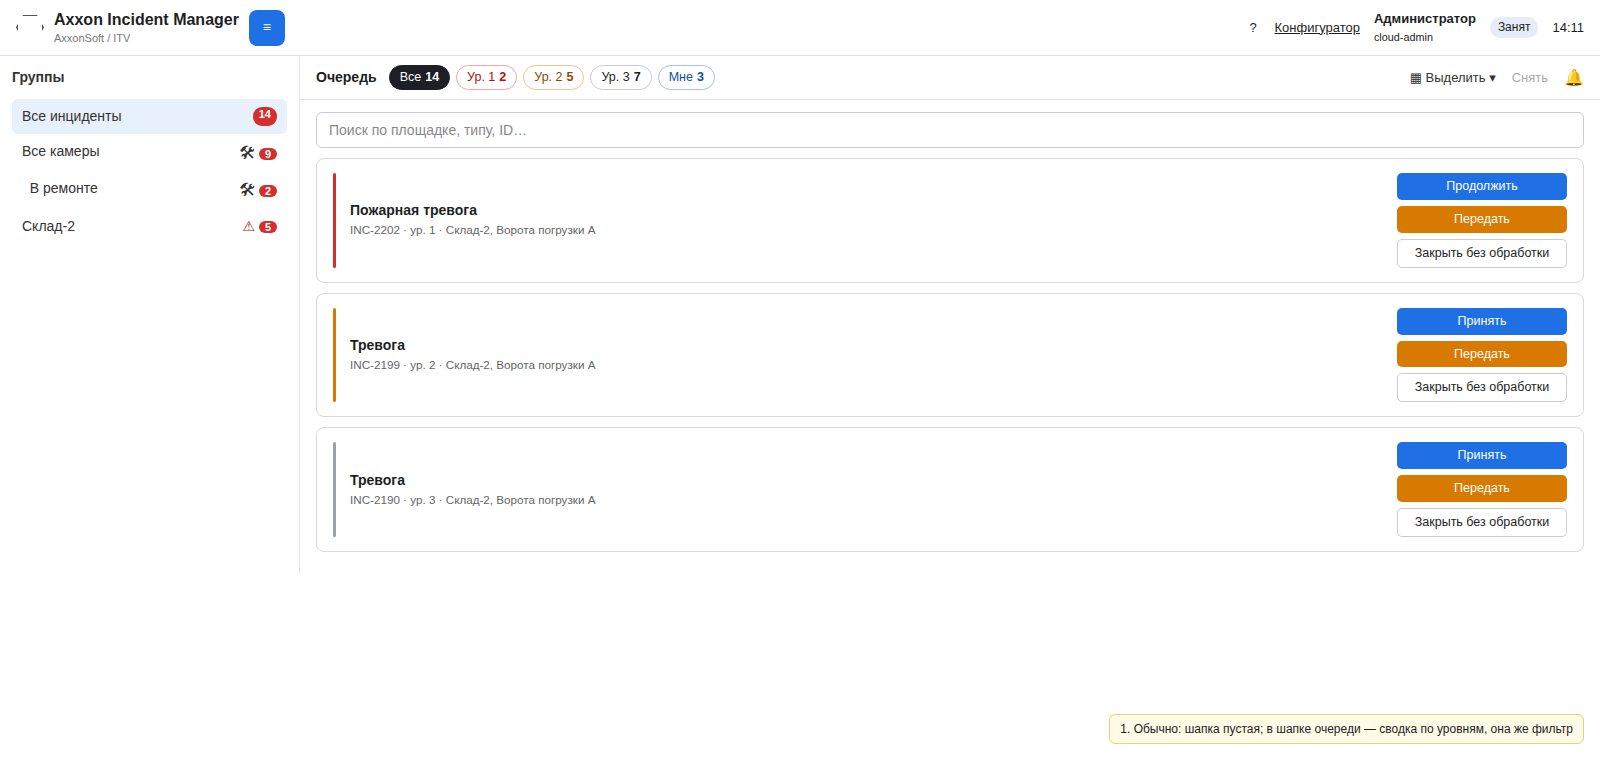 Axxon Incident Manager
AxxonSoft / ITV
≡
? Конфигуратор
Администратор
cloud-admin
Занят 14:11
Группы
Все инциденты 14
Все камеры 🛠 9
В ремонте 🛠 2
Склад-2 ⚠ 5
Очередь Все 14 Ур. 1 2 Ур. 2 5 Ур. 3 7 Мне 3 ▦ Выделить ▾ Снять 🔔
Поиск по площадке, типу, ID…
Пожарная тревога
INC-2202 · ур. 1 · Склад-2, Ворота погрузки A
Продолжить
Передать
Закрыть без обработки
Тревога
INC-2199 · ур. 2 · Склад-2, Ворота погрузки A
Принять
Передать
Закрыть без обработки
Тревога
INC-2190 · ур. 3 · Склад-2, Ворота погрузки A
Принять
Передать
Закрыть без обработки
1. Обычно: шапка пустая; в шапке очереди — сводка по уровням, она же фильтр